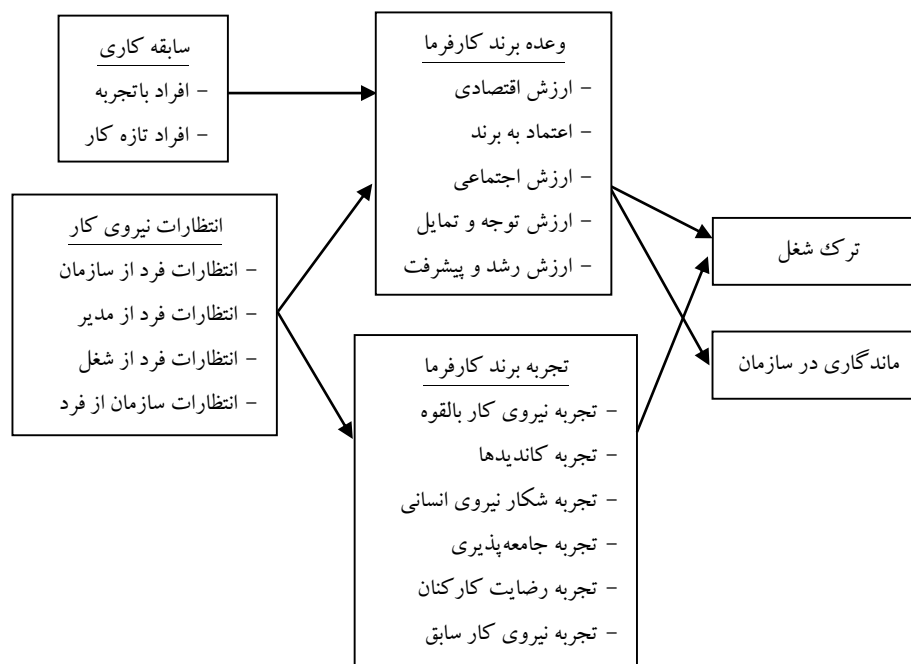 سابقه کاری
- افراد باتجربه
- افراد تازه کار
وعده برند کارفرما
- ارزش اقتصادی
- اعتماد به برند
- ارزش اجتماعی
- ارزش توجه و تمایل
- ارزش رشد و پیشرفت
انتظارات نیروی کار
- انتظارات فرد از سازمان
- انتظارات فرد از مدیر
- انتظارات فرد از شغل
- انتظارات سازمان از فرد
تجربه برند کارفرما
- تجربه نیروی کار بالقوه
- تجربه کاندیدها
- تجربه شکار نیروی انسانی
- تجربه جامعه‌پذیری
- تجربه رضایت کارکنان
- تجربه نیروی کار سابق
ترک شغل
ماندگاری در سازمان